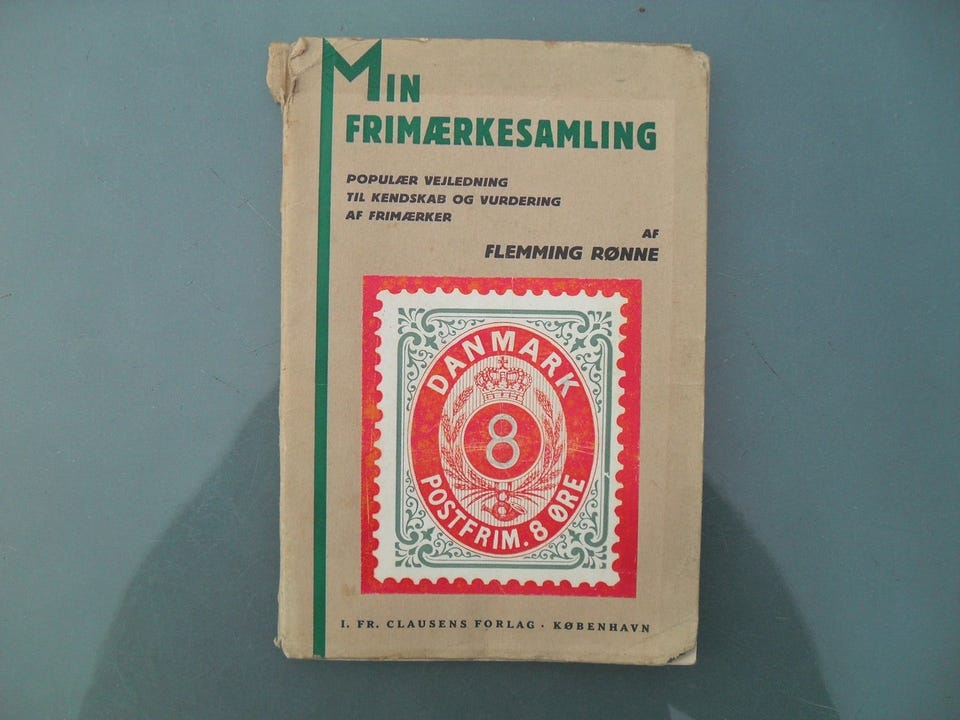 MIN
FRIMÆRKESAMLING
POPULÆR VEJLEDNING
TIL KENDSKAB OG VURDERING
AF FRIMÆRKER
AF
FLEMMING RØNNE
DANMARK
8
POSTFRIM. 8 ØRE
I. FR. CLAUSENS FORLAG · KØBENHAVN